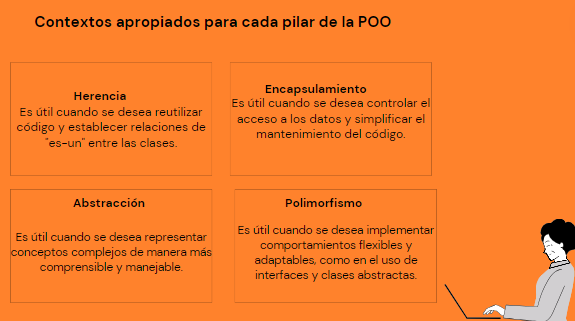 Contextos apropiados para cada pilar de la POO
Herencia
Es útil cuando se desea reutilizar
código y establecer relaciones de
"es-un" entre las clases.
Encapsulamiento
Es útil cuando se desea controlar el
acceso a los datos y simplificar el
mantenimiento del código.
Abstracción
Es útil cuando se desea representar
conceptos complejos de manera más
comprensible y manejable.
Polimorfismo
Es útil cuando se desea implementar
comportamientos flexibles y
adaptables, como en el uso de
interfaces y clases abstractas.